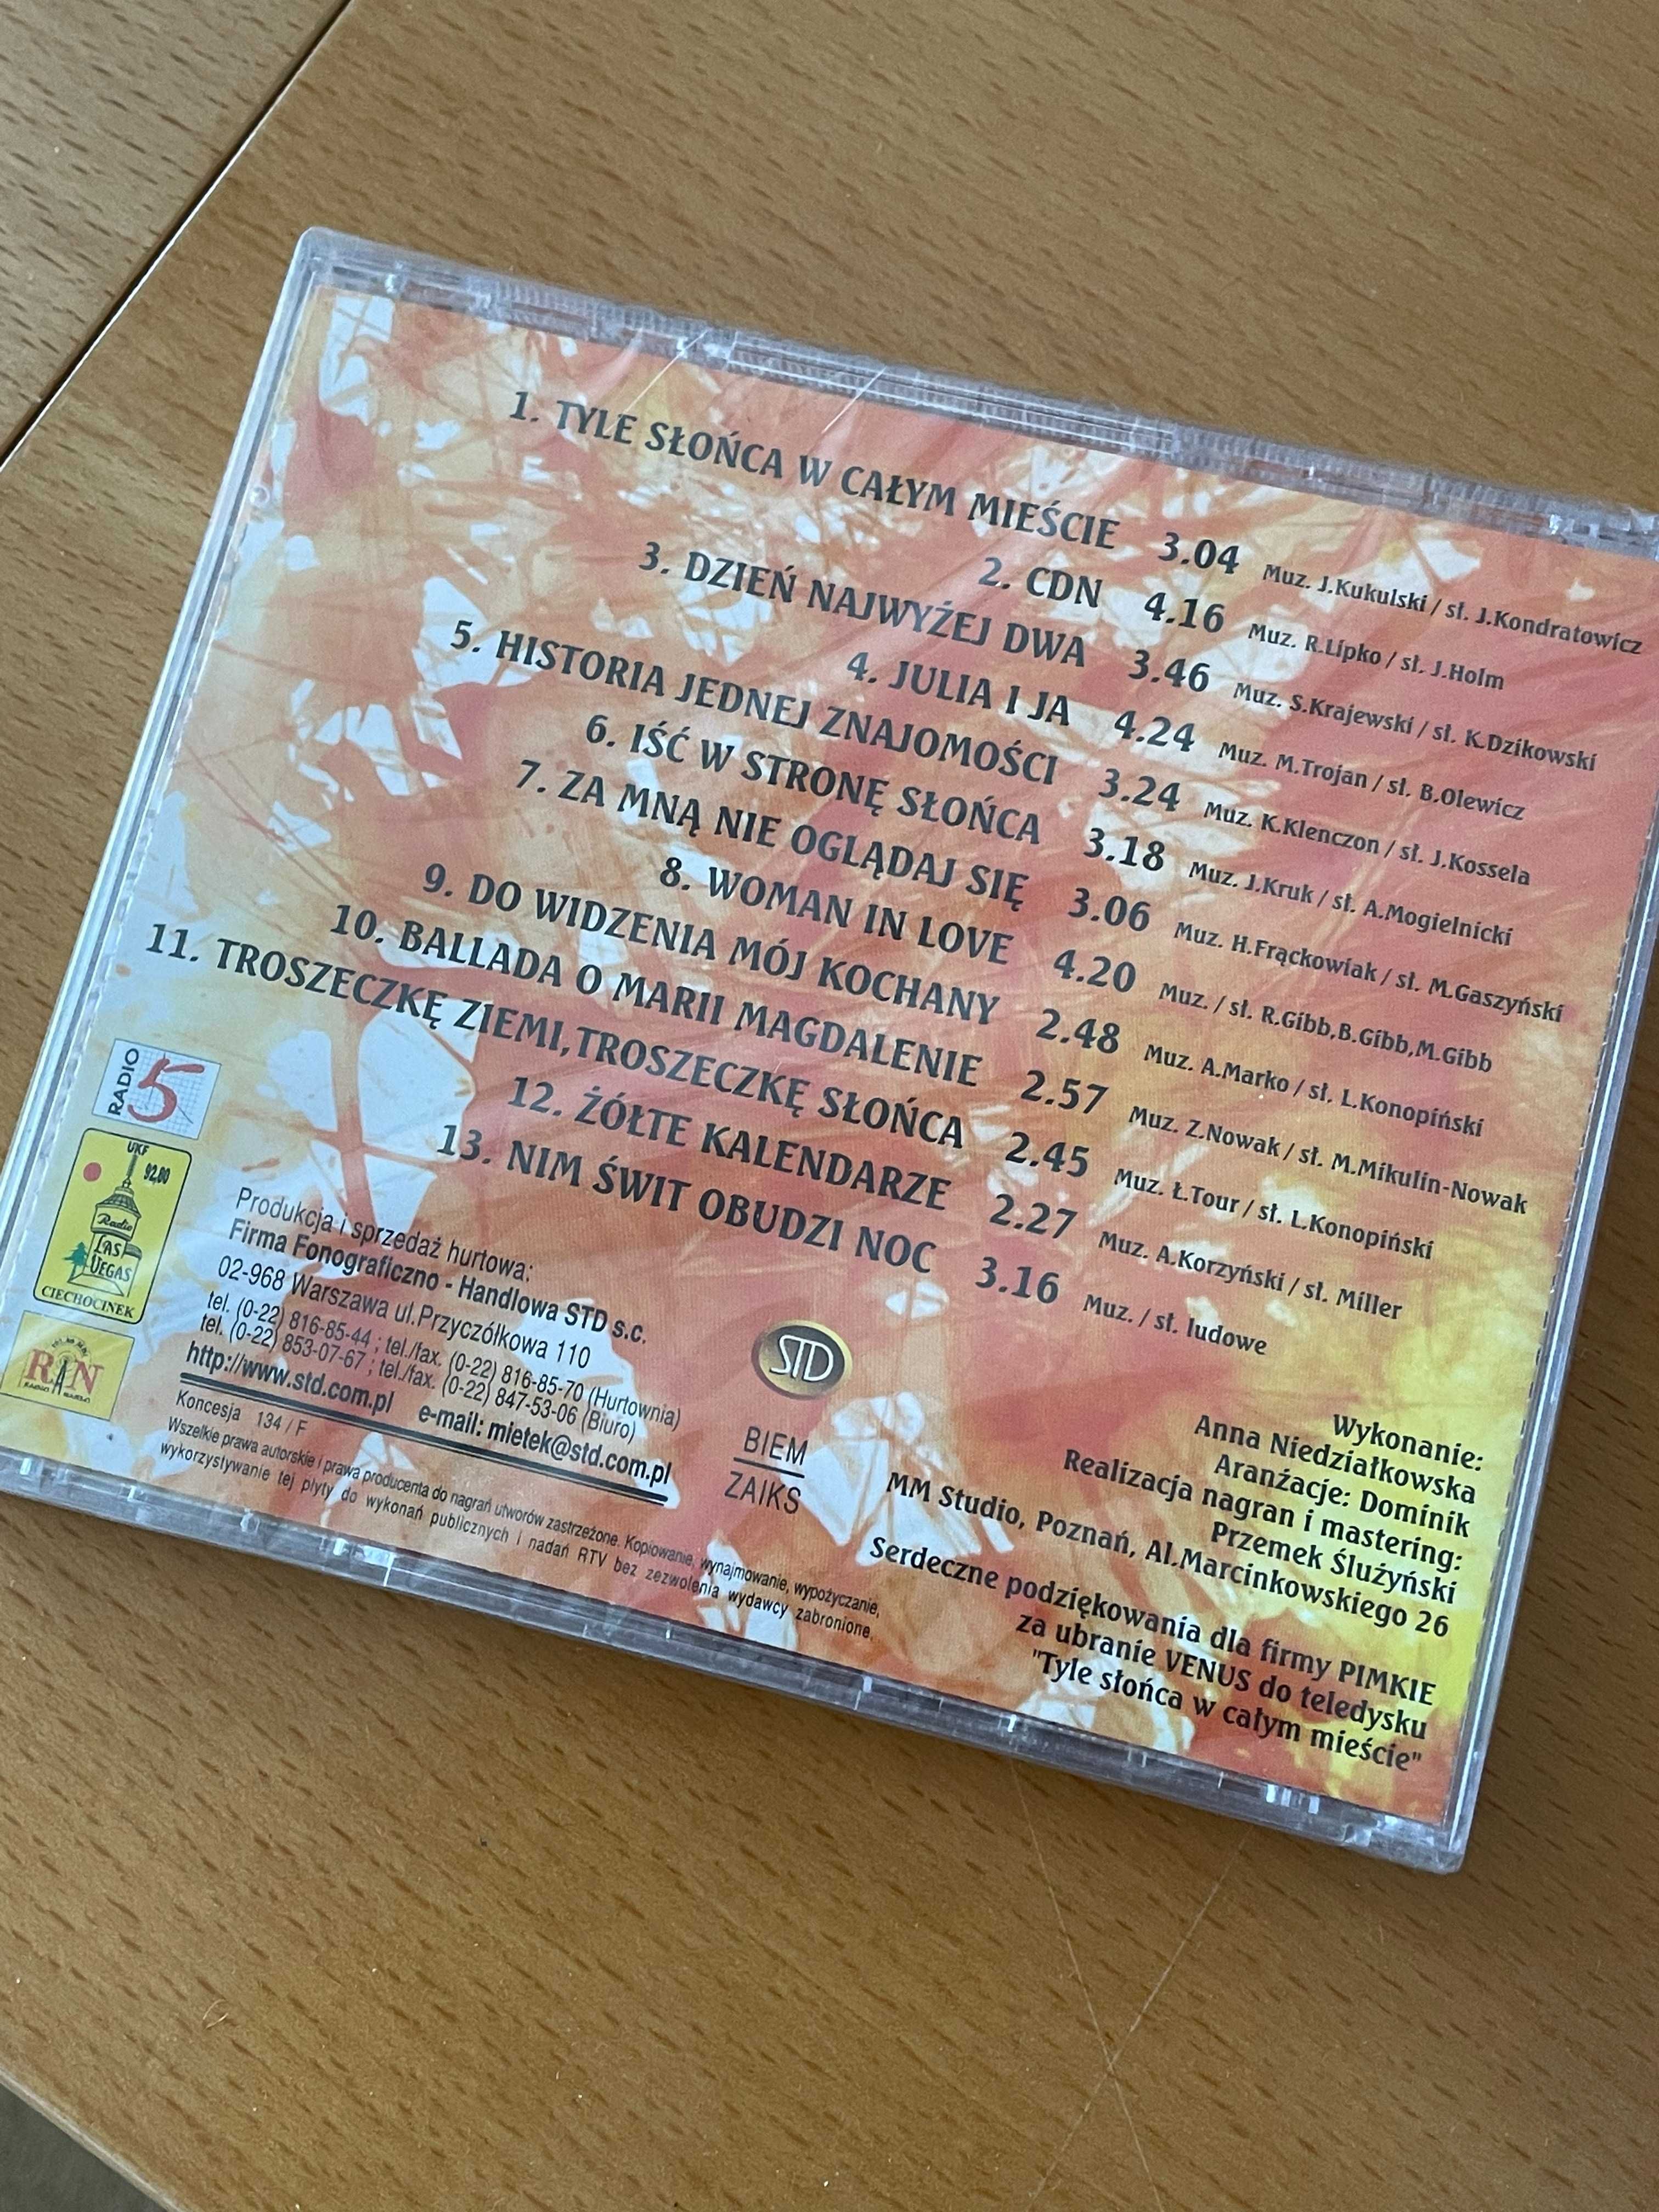 1. TYLE SŁOŃCA W CAŁYM MIEŚCIE 3.04 Muz. J.Kukulski / sł. J.Kondratowicz
2. CDN 4.16 Muz. R.Lipko / sł. J.Holm
3. DZIEŃ NAJWYŻEJ DWA 3.46 Muz. S.Krajewski / sł. K.Dzikowski
4. JULIA I JA 4.24 Muz. M.Trojan / sł. B.Olewicz
5. HISTORIA JEDNEJ ZNAJOMOŚCI 3.24 Muz. K.Klenczon / sł. J.Kossela
6. IŚĆ W STRONĘ SŁOŃCA 3.18 Muz. J.Kruk / sł. A.Mogielnicki
7. ZA MNĄ NIE OGLĄDAJ SIĘ 3.06 Muz. H.Frąckowiak / sł. M.Gaszyński
8. WOMAN IN LOVE 4.20 Muz. / sł. R.Gibb,B.Gibb,M.Gibb
9. DO WIDZENIA MÓJ KOCHANY 2.48 Muz. A.Marko / sł. L.Konopiński
10. BALLADA O MARII MAGDALENIE 2.57 Muz. Z.Nowak / sł. M.Mikulin-Nowak
11. TROSZECZKĘ ZIEMI,TROSZECZKĘ SŁOŃCA 2.45 Muz. Ł.Tour / sł. L.Konopiński
12. ŻÓŁTE KALENDARZE 2.27 Muz. A.Korzyński / sł. Miller
13. NIM ŚWIT OBUDZI NOC 3.16 Muz. / sł. ludowe
RADIO 5
UKF
92,00
Radio
LAS
VEGAS
CIECHOCINEK
RAN
Produkcja i sprzedaż hurtowa:
Firma Fonograficzno - Handlowa STD s.c.
02-968 Warszawa ul.Przyczółkowa 110
tel. (0-22) 816-85-44 ; tel./fax. (0-22) 816-85-70 (Hurtownia)
tel. (0-22) 853-07-67 ; tel./fax. (0-22) 847-53-06 (Biuro)
http://www.std.com.pl e-mail: mietek@std.com.pl
Koncesja 134 / F
Wszelkie prawa autorskie i prawa producenta do nagrań utworów zastrzeżone. Kopiowanie, wynajmowanie, wypożyczanie,
wykorzystywanie tej płyty do wykonań publicznych i nadań RTV bez zezwolenia wydawcy zabronione.
STD
BIEM
ZAIKS
Wykonanie:
Anna Niedziałkowska
Aranżacje: Dominik
Realizacja nagran i mastering:
Przemek Ślużyński
MM Studio, Poznań, Al.Marcinkowskiego 26
Serdeczne podziękowania dla firmy PIMKIE
za ubranie VENUS do teledysku
"Tyle słońca w całym mieście"